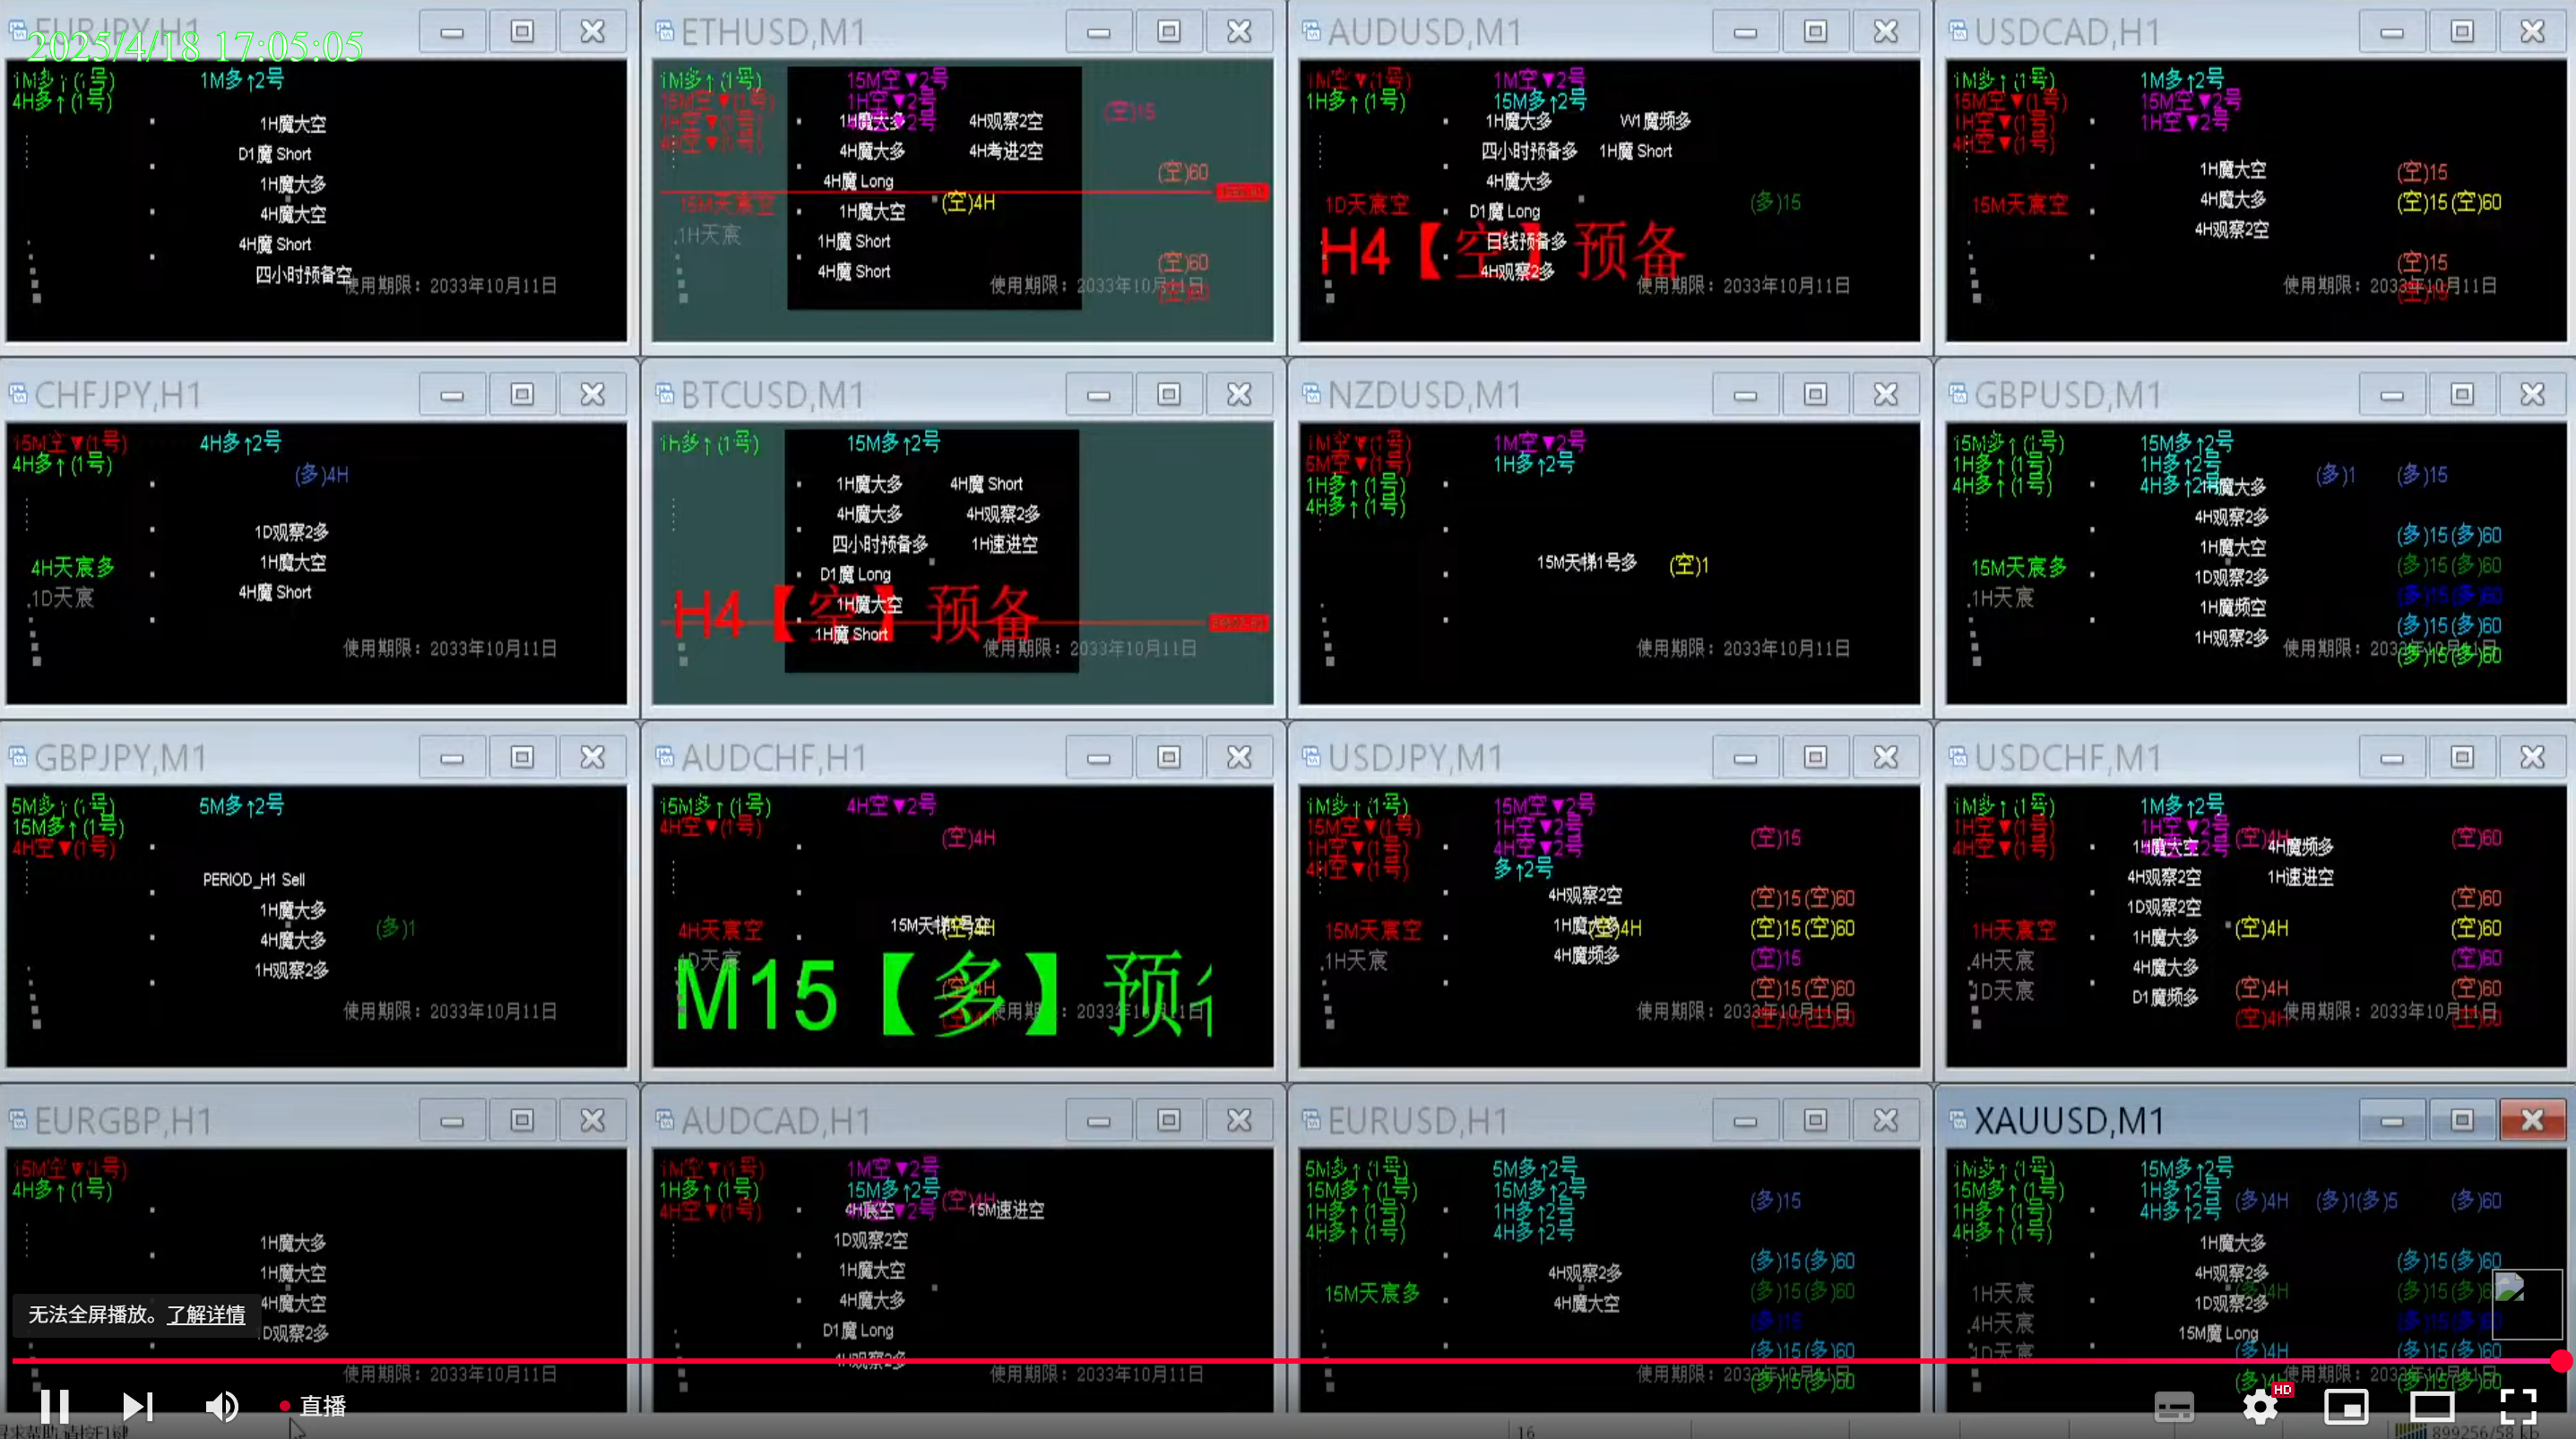 EURJPY,H1
2025/4/18 17:05:05
1M多↑(1号) 1M多↑2号
4H多↑(1号)
1H魔大空
D1魔 Short
1H魔大多
4H魔大空
4H魔 Short
四小时预备空
使用期限：2033年10月11日
ETHUSD,M1
1M多↑(1号) 15M空▼2号
15M空▼(1号) 1H空▼2号
(空)15
1H空▼(1号) 1H魔大多 4H观察2空
4H空▼(1号) 4H魔大多 4H考进2空
(空)60
4H魔 Long
15M天宸空 1H魔大空 (空)4H
.1H天宸 1H魔 Short
(空)60
4H魔 Short
使用期限：2033年10月11日
(空)60
AUDUSD,M1
1M空▼(1号) 1M空▼2号
1H多↑(1号) 15M多↑2号
1H魔大多 W1魔频多
四小时预备多 1H魔 Short
4H魔大多
1D天宸空 D1魔 Long (多)15
日线预备多
H4【空】预备
4H观察2多
使用期限：2033年10月11日
USDCAD,H1
1M多↑(1号) 1M多↑2号
15M空▼(1号) 15M空▼2号
1H空▼(1号) 1H空▼2号
4H空▼(1号)
1H魔大空 (空)15
15M天宸空 4H魔大多 (空)15(空)60
4H观察2空
(空)15
使用期限：2033年10月11日
(空)15
CHFJPY,H1
15M空▼(1号) 4H多↑2号
4H多↑(1号)
(多)4H
1D观察2多
4H天宸多 1H魔大空
.1D天宸 4H魔 Short
使用期限：2033年10月11日
BTCUSD,M1
1H多↑(1号) 15M多↑2号
1H魔大多 4H魔 Short
4H魔大多 4H观察2多
四小时预备多 1H速进空
D1魔 Long
1H魔大空
H4【空】预备
1H魔 Short
使用期限：2033年10月11日
NZDUSD,M1
1M空▼(1号) 1M空▼2号
5M空▼(1号) 1H多↑2号
1H多↑(1号)
4H多↑(1号)
15M天梯1号多 (空)1
使用期限：2033年10月11日
GBPUSD,M1
15M多↑(1号) 15M多↑2号
1H多↑(1号) 1H多↑2号 (多)1 (多)15
4H多↑(1号) 4H多↑2号
1H魔大多
4H观察2多
(多)15(多)60
1H魔大空
15M天宸多 (多)15(多)60
1D观察2多
.1H天宸 1H魔频空 (多)15(多)60
(多)15(多)60
1H观察2多
使用期限：2033年10月11日
(多)15(多)60
GBPJPY,M1
5M多↑(1号) 5M多↑2号
15M多↑(1号)
4H空▼(1号)
PERIOD_H1 Sell
1H魔大多
4H魔大多 (多)1
1H观察2多
使用期限：2033年10月11日
AUDCHF,H1
15M多↑(1号) 4H空▼2号
4H空▼(1号) (空)4H
4H天宸空 15M天梯1号空 (空)4H
.1D天宸
M15【多】预
(空)4H
使用期限：2033年10月11日
(空)4H
USDJPY,M1
1M多↑(1号) 15M空▼2号
15M空▼(1号) 1H空▼2号 (空)15
1H空▼(1号) 4H空▼2号
4H空▼(1号) 多↑2号
4H观察2空 (空)15(空)60
15M天宸空 1H魔大多 (空)4H (空)15(空)60
.1H天宸 4H魔频多 (空)15
(空)15(空)60
使用期限：2033年10月11日
(空)15(空)60
USDCHF,M1
1M多↑(1号) 1M多↑2号
1H空▼(1号) 1H空▼2号 (空)4H (空)60
4H空▼(1号) 1H魔大空 4H魔频多
4H观察2空 1H速进空
1D观察2空 (空)60
1H天宸空 1H魔大多 (空)4H (空)60
.4H天宸 4H魔大多 (空)60
.1D天宸 D1魔频多 (空)4H (空)60
使用期限：2033年10月11日
(空)4H (空)60
EURGBP,H1
15M空▼(1号)
4H多↑(1号)
1H魔大多
1H魔大空
4H魔大空
1D观察2多
使用期限：2033年10月11日
AUDCAD,H1
1M空▼(1号) 1M空▼2号
1H多↑(1号) 15M多↑2号 (空)4H
4H空▼(1号) 4H宸空 15M速进空
1D观察2空
1H魔大空
4H魔大多
D1魔 Long
4H观察2多
使用期限：2033年10月11日
EURUSD,H1
5M多↑(1号) 5M多↑2号
15M多↑(1号) 15M多↑2号 (多)15
1H多↑(1号) 1H多↑2号
4H多↑(1号) 4H多↑2号
4H观察2多 (多)15(多)60
15M天宸多 4H魔大空 (多)15(多)60
(多)15
(多)15(多)60
使用期限：2033年10月11日
(多)15(多)60
XAUUSD,M1
1M多↑(1号) 15M多↑2号
15M多↑(1号) 1H多↑2号 (多)4H (多)1(多)5 (多)60
1H多↑(1号) 4H多↑2号
4H多↑(1号)
1H魔大多
4H观察2多 (多)15(多)60
1H天宸 1D观察2多
.4H天宸 15M魔 Long
.1D天宸 (多)4H (多)15(多)60
使用期限：2033年10月11日
无法全屏播放。了解详情
直播
HD
16
899256/58 kb